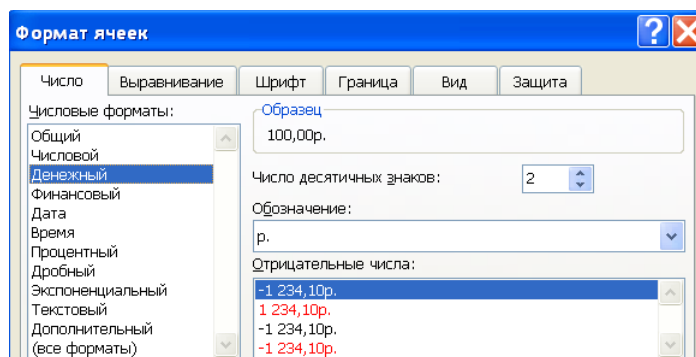 Формат ячеек
Число Выравнивание Шрифт Граница Вид Защита
Числовые форматы:
Общий
Числовой
Денежный
Финансовый
Дата
Время
Процентный
Дробный
Экспоненциальный
Текстовый
Дополнительный
(все форматы)
Образец
100,00р.
Число десятичных знаков: 2
Обозначение:
р.
Отрицательные числа:
-1 234,10р.
1 234,10р.
-1 234,10р.
-1 234,10р.